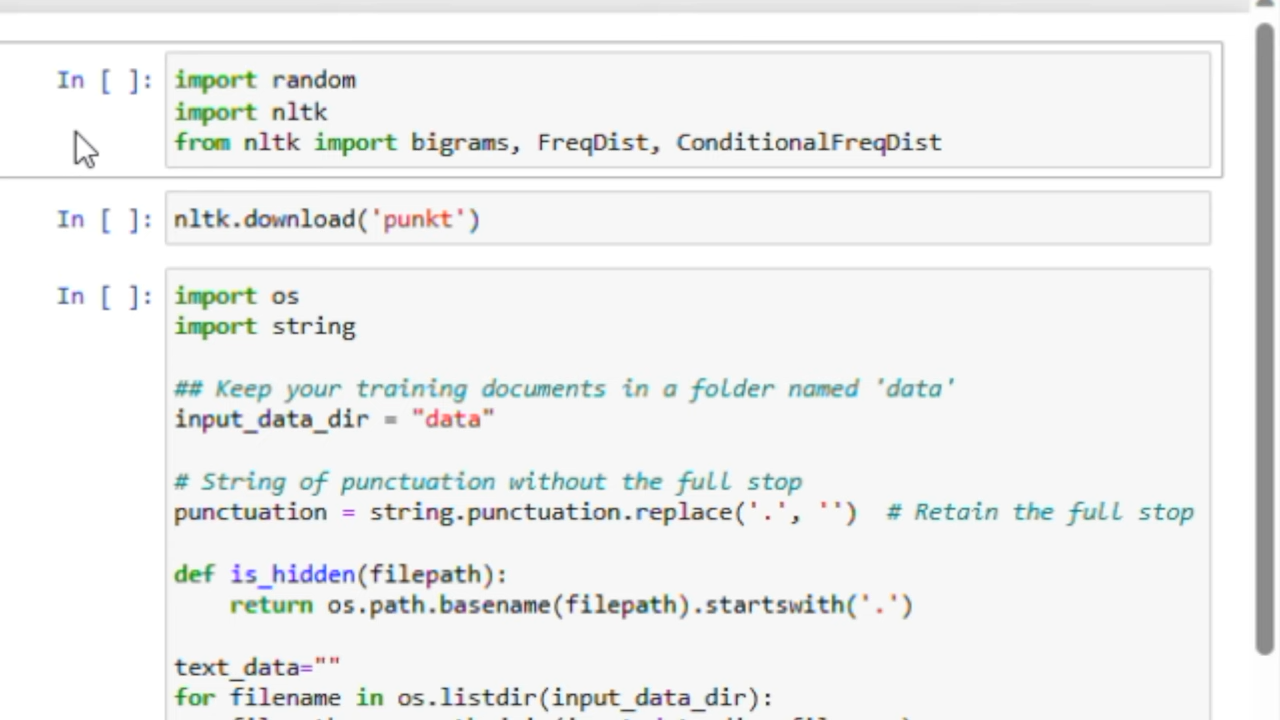 In [ ]: import random
import nltk
from nltk import bigrams, FreqDist, ConditionalFreqDist
In [ ]: nltk.download('punkt')
In [ ]: import os
import string
## Keep your training documents in a folder named 'data'
input_data_dir = "data"
# String of punctuation without the full stop
punctuation = string.punctuation.replace('.', '')  # Retain the full stop
def is_hidden(filepath):
    return os.path.basename(filepath).startswith('.')
text_data=""
for filename in os.listdir(input_data_dir):